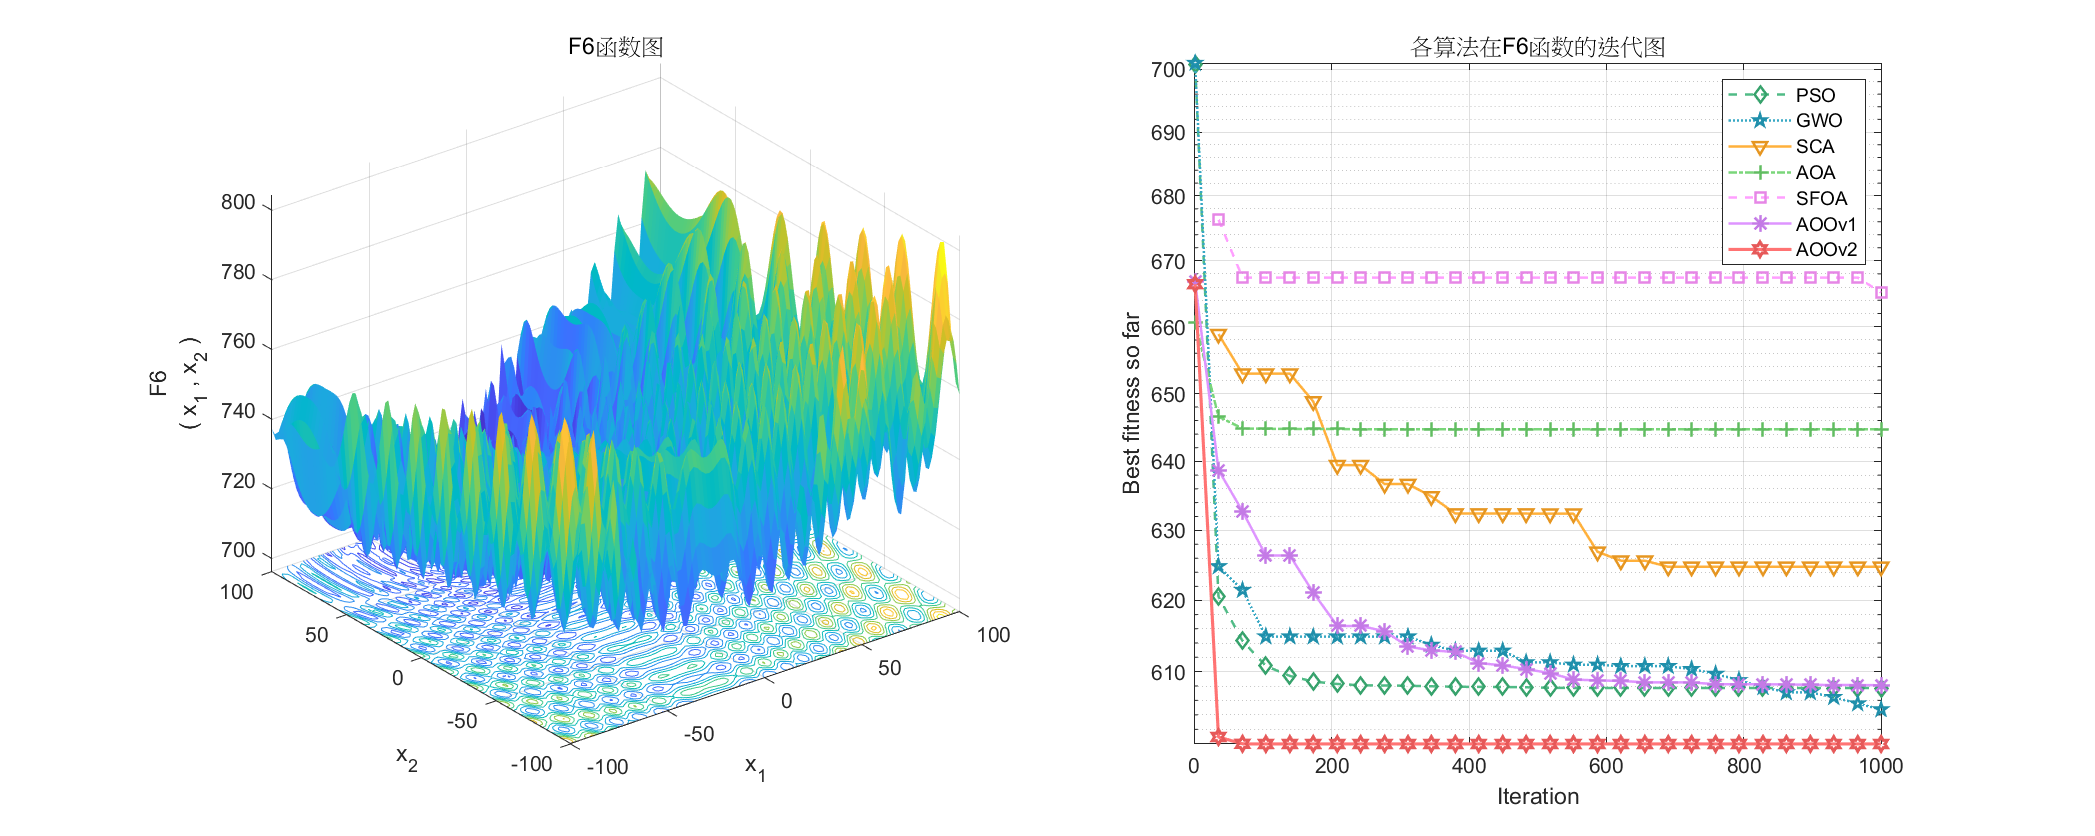 F6函数图
800
780
760
740
720
700
F6
( x1 , x2 )
100
50
0
-50
-100
x2
-100
-50
0
50
100
x1
各算法在F6函数的迭代图
700
690
680
670
660
650
640
630
620
610
Best fitness so far
PSO
GWO
SCA
AOA
SFOA
AOOv1
AOOv2
0
200
400
600
800
1000
Iteration